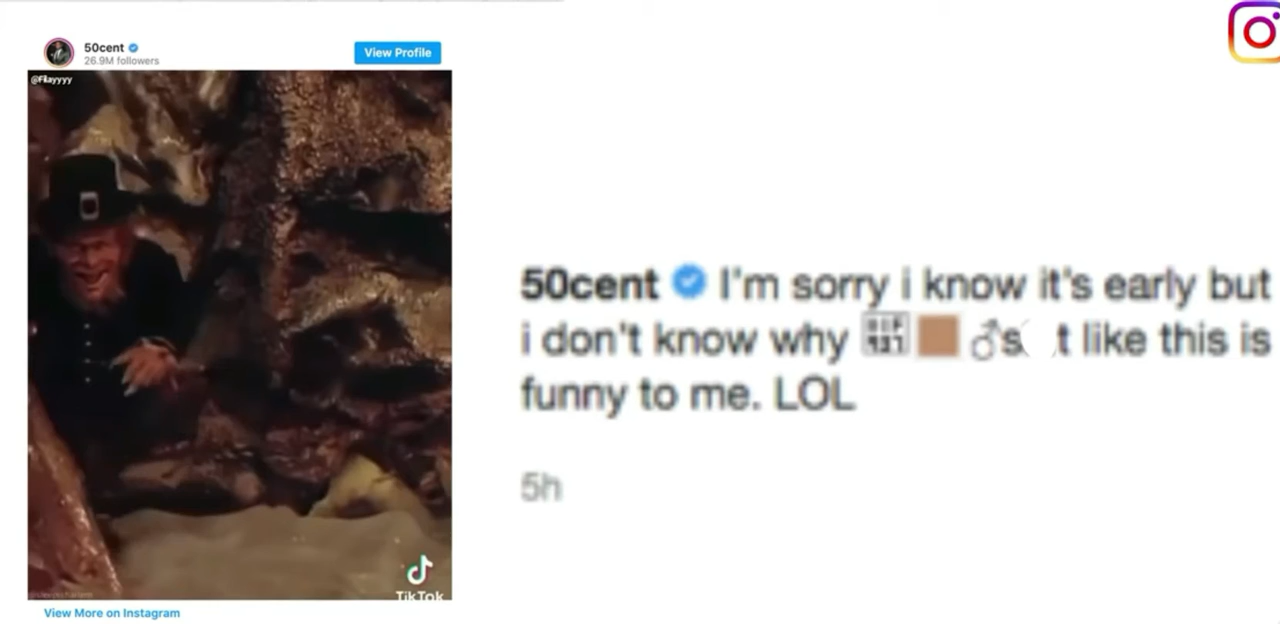 50cent
26.9M followers
View Profile
TikTok
View More on Instagram
50cent I'm sorry i know it's early but
i don't know why ♂s t like this is
funny to me. LOL
5h